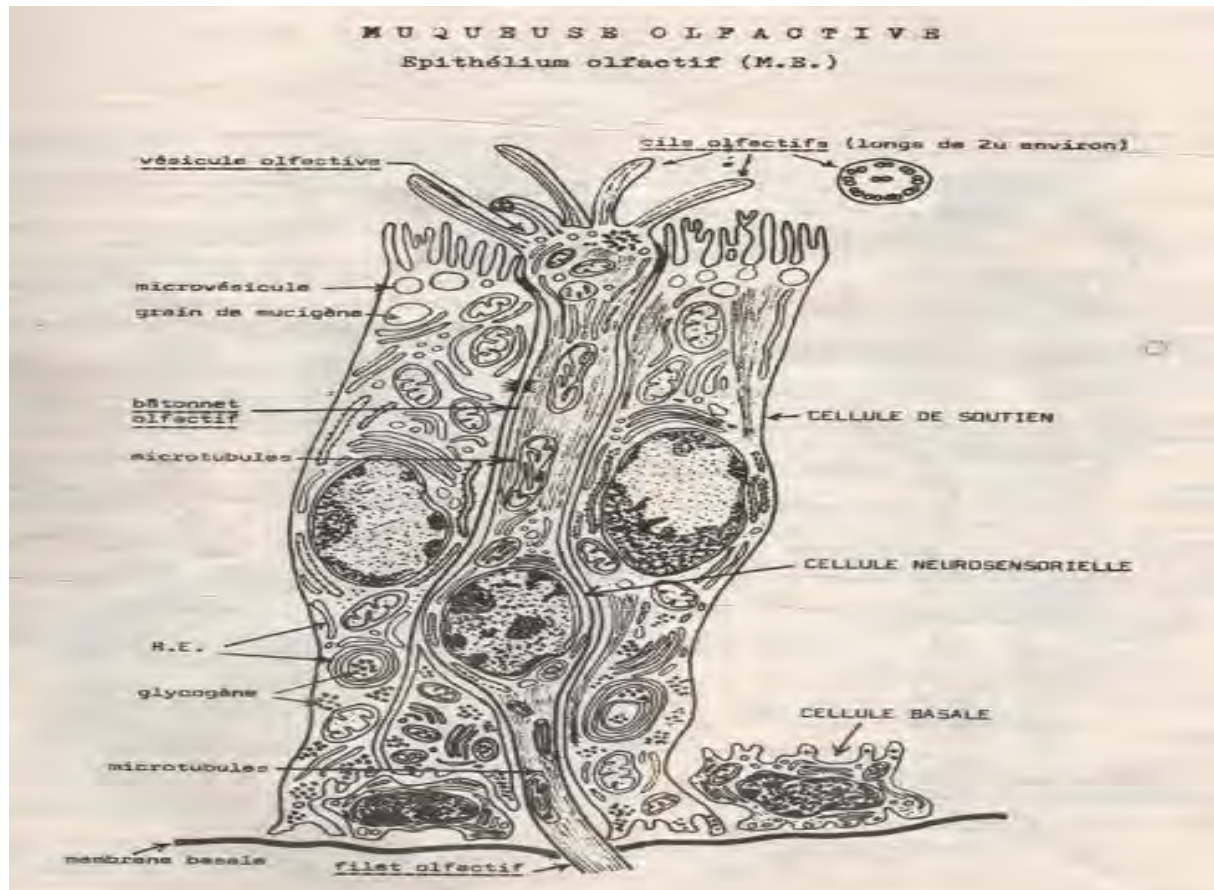 MUQUEUSE OLFACTIVE
Epithélium olfactif (M.E.)
vésicule olfactive
cils olfactifs (longs de 2u environ)
microvésicule
grain de mucigène
bâtonnet
olfactif
CELLULE DE SOUTIEN
microtubules
CELLULE NEUROSENSORIELLE
R.E.
glycogène
CELLULE BASALE
microtubules
membrane basale
filet olfactif